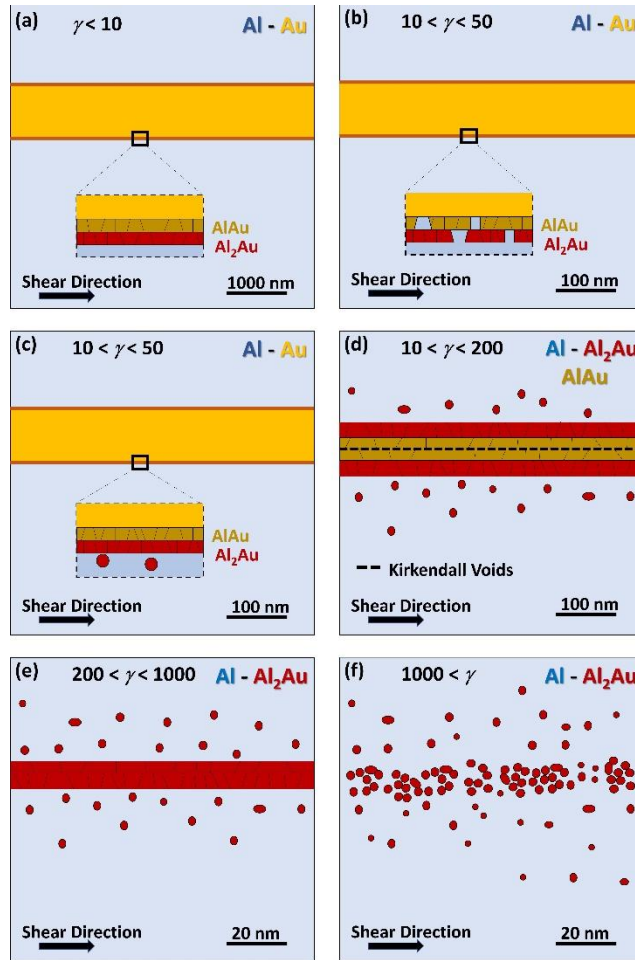 (a) γ < 10 Al - Au
AlAu
Al₂Au
Shear Direction 1000 nm
(b) 10 < γ < 50 Al - Au
AlAu
Al₂Au
Shear Direction 100 nm
(c) 10 < γ < 50 Al - Au
AlAu
Al₂Au
Shear Direction 100 nm
(d) 10 < γ < 200 Al - Al₂Au
AlAu
Kirkendall Voids
Shear Direction 100 nm
(e) 200 < γ < 1000 Al - Al₂Au
Shear Direction 20 nm
(f) 1000 < γ Al - Al₂Au
Shear Direction 20 nm